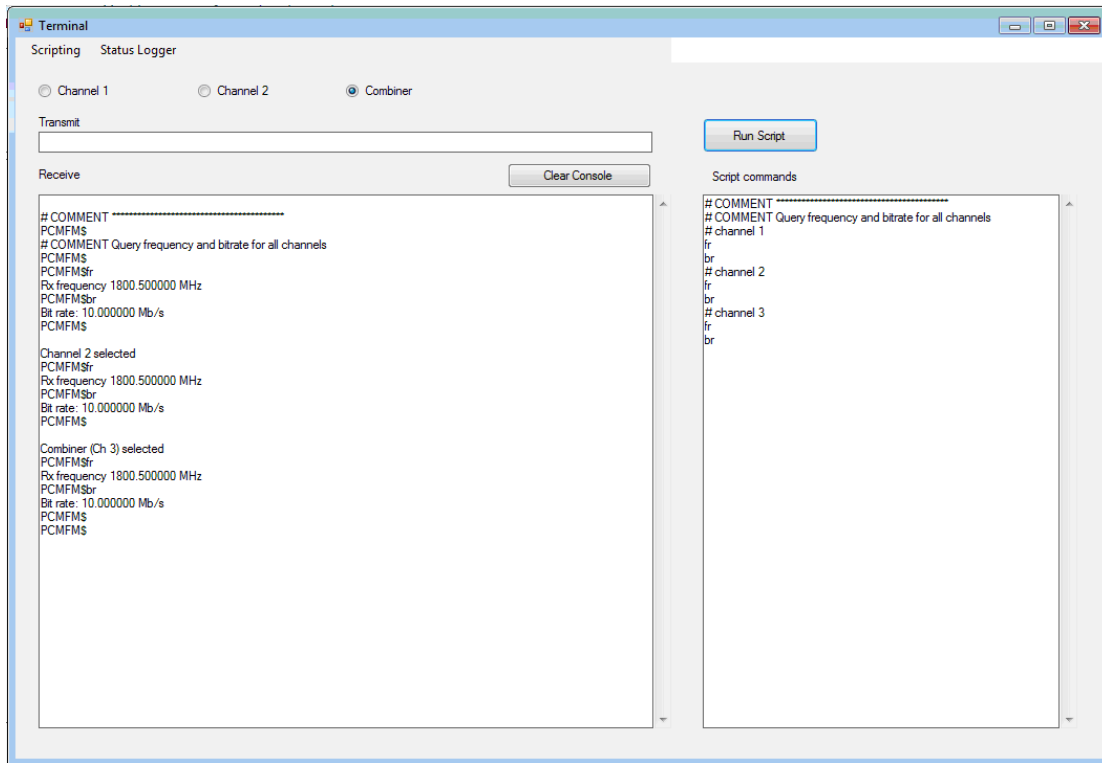 Terminal
Scripting Status Logger
Channel 1 Channel 2 Combiner
Transmit
Run Script
Receive Clear Console Script commands
# COMMENT ****************************************
PCMFM$
# COMMENT Query frequency and bitrate for all channels
PCMFM$
PCMFM$fr
Rx frequency 1800.500000 MHz
PCMFM$br
Bit rate: 10.000000 Mb/s
PCMFM$
Channel 2 selected
PCMFM$fr
Rx frequency 1800.500000 MHz
PCMFM$br
Bit rate: 10.000000 Mb/s
PCMFM$
Combiner (Ch 3) selected
PCMFM$fr
Rx frequency 1800.500000 MHz
PCMFM$br
Bit rate: 10.000000 Mb/s
PCMFM$
PCMFM$
# COMMENT ****************************************
# COMMENT Query frequency and bitrate for all channels
# channel 1
fr
br
# channel 2
fr
br
# channel 3
fr
br